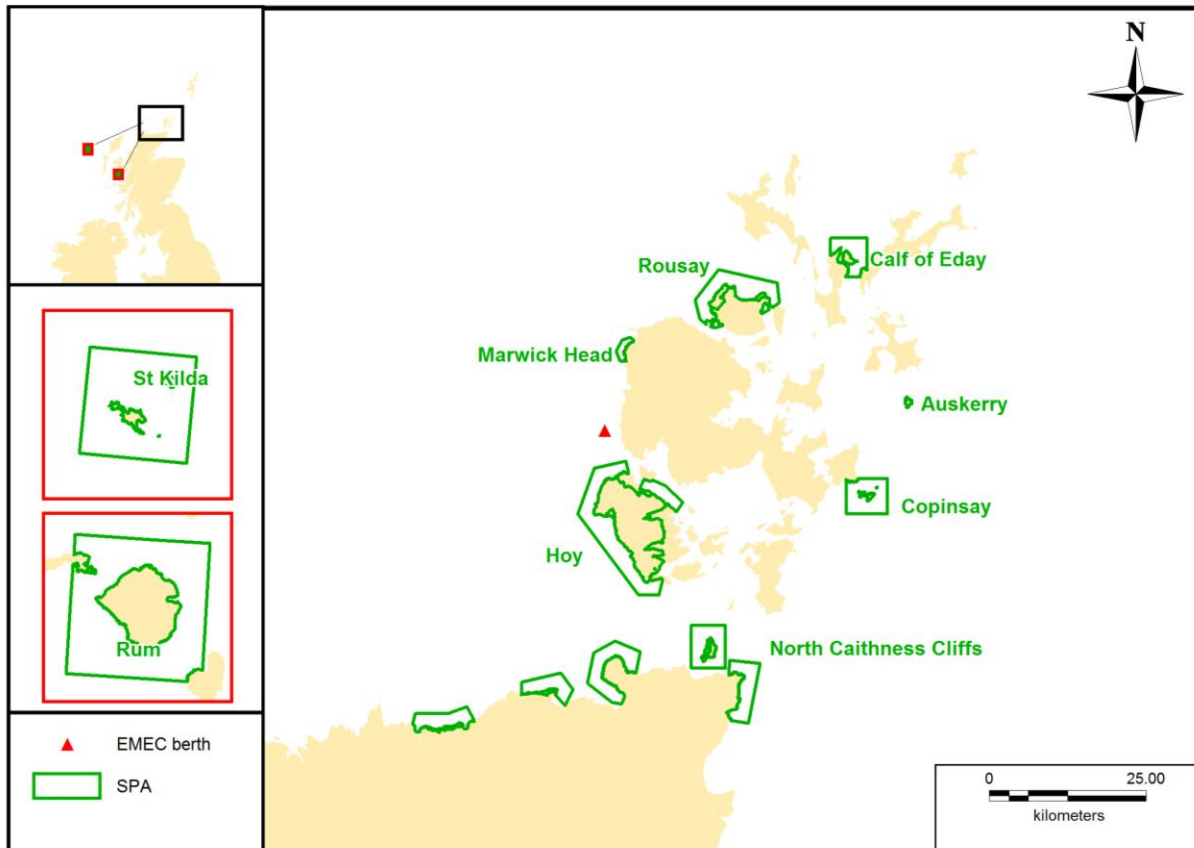 N
Calf of Eday
Rousay
Marwick Head
St Kilda
Auskerry
Copinsay
Hoy
Rum
North Caithness Cliffs
EMEC berth
SPA
0 25.00
kilometers